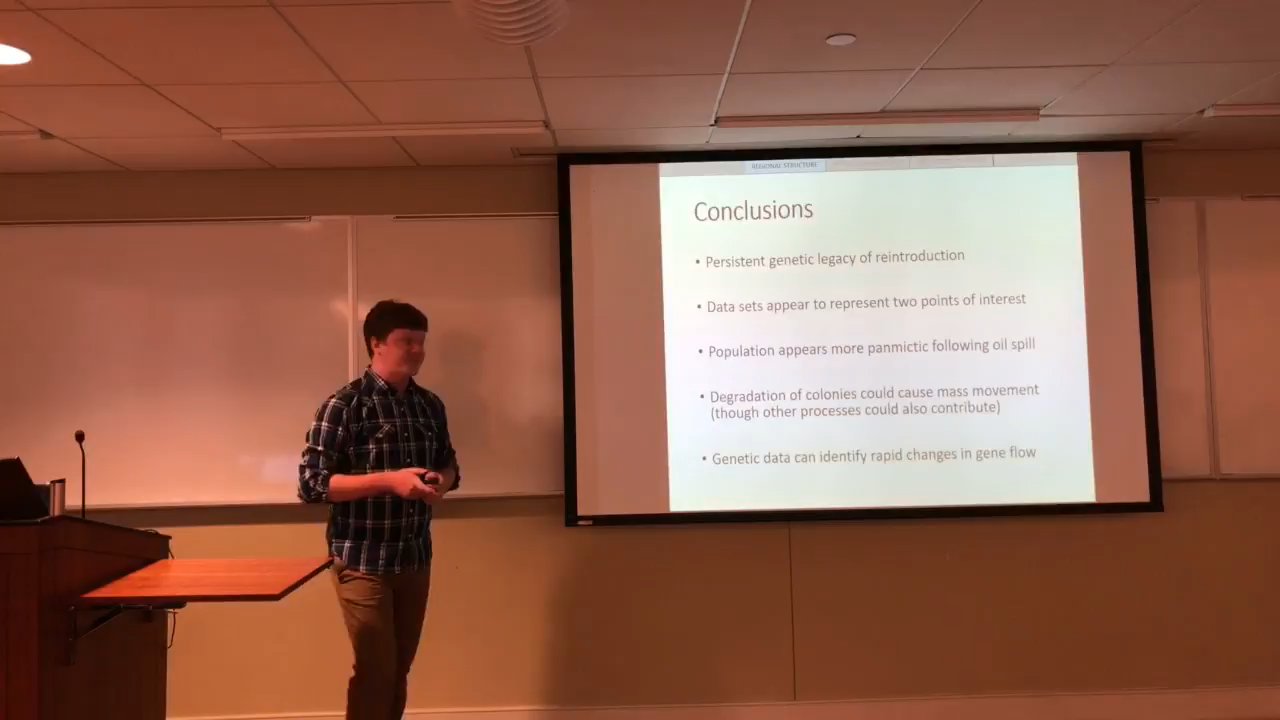 REGIONAL STRUCTURE
Conclusions
• Persistent genetic legacy of reintroduction
• Data sets appear to represent two points of interest
• Population appears more panmictic following oil spill
• Degradation of colonies could cause mass movement
(though other processes could also contribute)
• Genetic data can identify rapid changes in gene flow